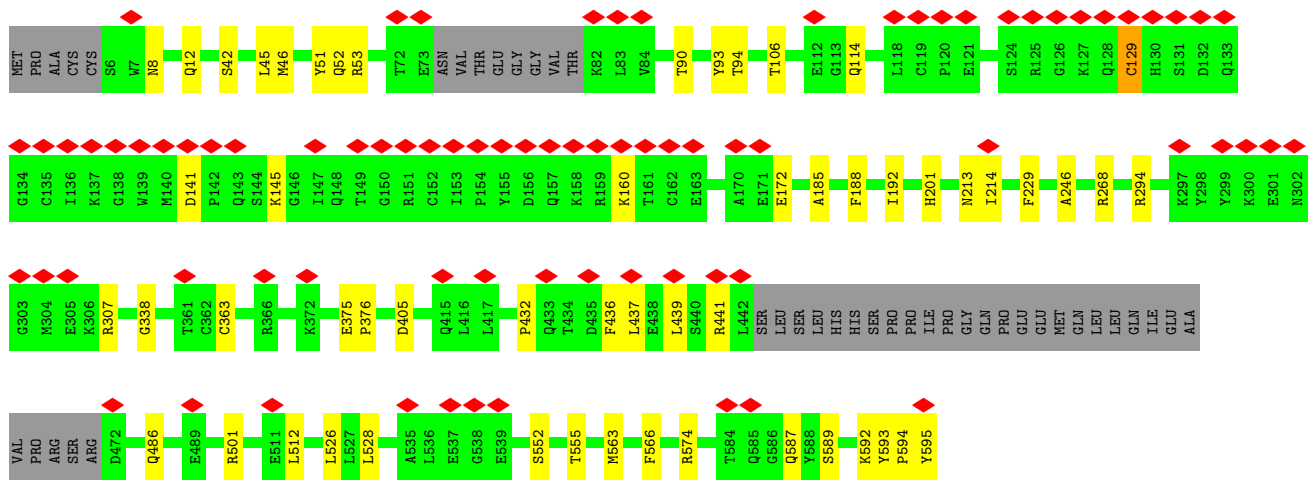 MET PRO ALA CYS CYS S6 W7 N8 Q12 S42 L45 M46 Y51 Q52 R53 T72 E73 ASN VAL THR GLU GLY GLY VAL THR K82 L83 V84 T90 Y93 T94 T106 E112 G113 Q114 L118 C119 P120 E121 S124 R125 G126 K127 Q128 C129 H130 S131 D132 Q133
G134 C135 I136 K137 G138 W139 M140 D141 P142 Q143 S144 K145 G146 I147 Q148 T149 G150 R151 C152 I153 P154 Y155 D156 Q157 K158 R159 K160 T161 C162 E163 A170 E171 E172 A185 F188 I192 H201 N213 I214 F229 A246 R268 R294 K297 Y298 Y299 K300 E301 N302
G303 M304 E305 K306 R307 G338 T361 C362 C363 R366 K372 E375 P376 D405 Q415 L416 L417 P432 Q433 T434 D435 F436 L437 E438 L439 S440 R441 L442 SER LEU SER LEU HIS HIS SER PRO PRO ILE PRO GLY GLN PRO GLU GLU MET GLN LEU LEU GLN ILE GLU ALA
VAL PRO ARG SER ARG D472 Q486 E489 R501 E511 L512 L526 L527 L528 A535 L536 E537 G538 E539 S552 T555 M563 F566 R574 T584 Q585 G586 Q587 Y588 S589 K592 Y593 P594 Y595